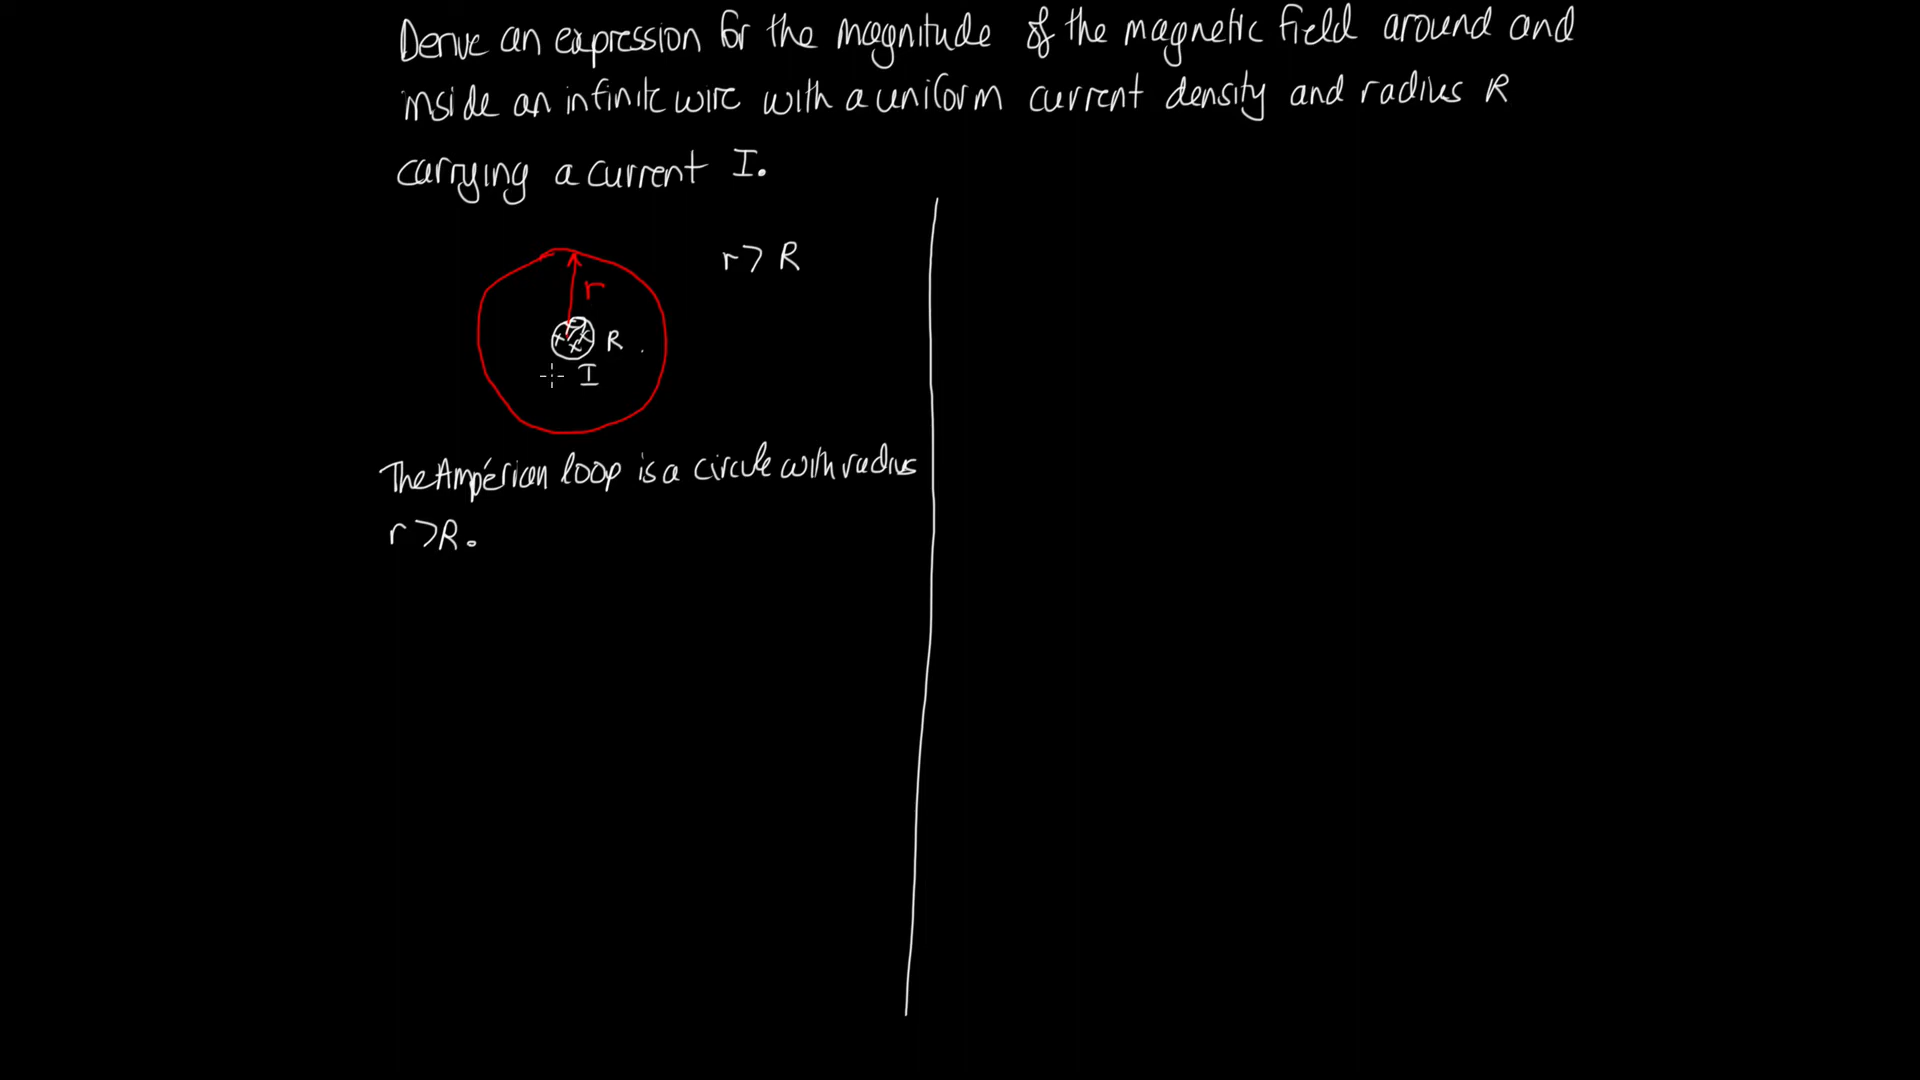 Derive an expression for the magnitude of the magnetic field around and
inside an infinite wire with a uniform current density and radius R
carrying a current I.
r > R
r
R
I
The Ampérian loop is a circle with radius
r > R.